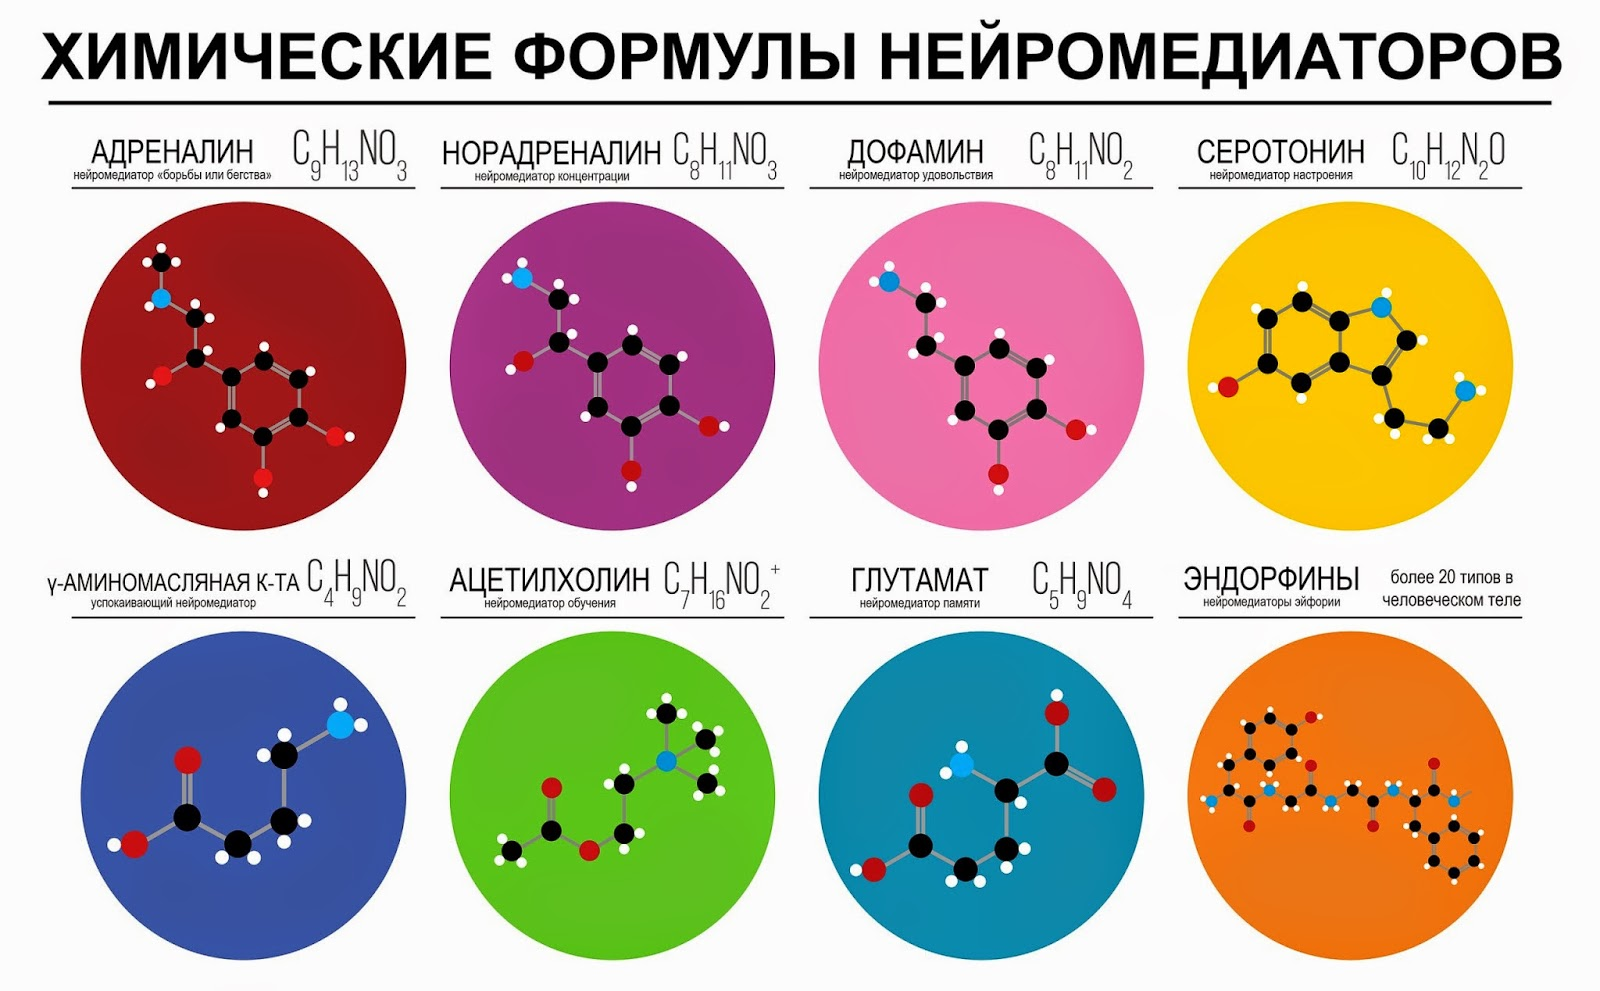 ХИМИЧЕСКИЕ ФОРМУЛЫ НЕЙРОМЕДИАТОРОВ
АДРЕНАЛИН C9H13NO3
нейромедиатор «борьбы или бегства»
НОРАДРЕНАЛИН C8H11NO3
нейромедиатор концентрации
ДОФАМИН C8H11NO2
нейромедиатор удовольствия
СЕРОТОНИН C10H12N2O
нейромедиатор настроения
γ-АМИНОМАСЛЯНАЯ К-ТА C4H9NO2
успокаивающий нейромедиатор
АЦЕТИЛХОЛИН C7H16NO2+
нейромедиатор обучения
ГЛУТАМАТ C5H9NO4
нейромедиатор памяти
ЭНДОРФИНЫ
нейромедиаторы эйфории
более 20 типов в
человеческом теле